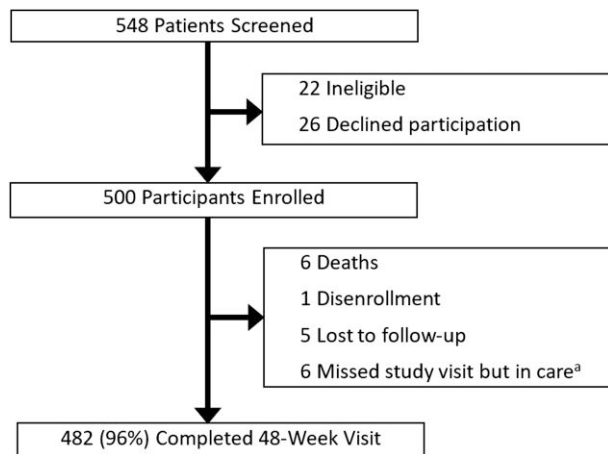 548 Patients Screened
22 Ineligible
26 Declined participation
500 Participants Enrolled
6 Deaths
1 Disenrollment
5 Lost to follow-up
6 Missed study visit but in careᵃ
482 (96%) Completed 48-Week Visit